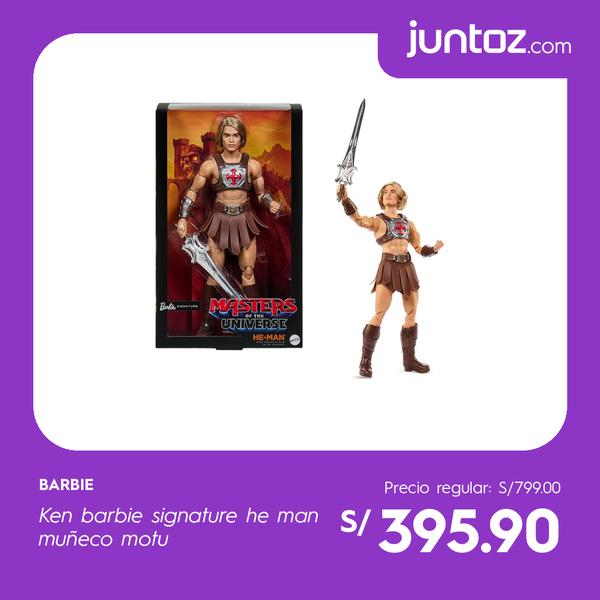 juntoz.com
Barbie SIGNATURE
MASTERS
OF THE
UNIVERSE
HE-MAN
BARBIE
Precio regular: S/799.00
Ken barbie signature he man
muñeco motu
S/ 395.90